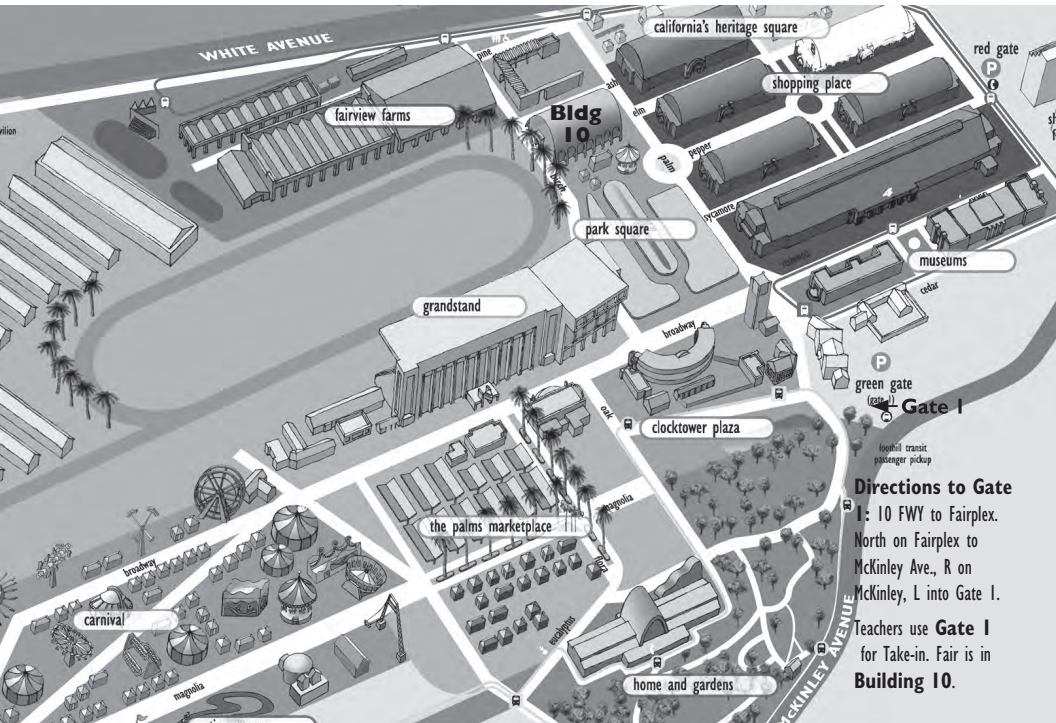 WHITE AVENUE
california's heritage square
red gate
P
pine
ash
shopping place
fairview farms
Bldg
10
elm
pepper
palm
birch
sycamore
4
park square
museums
cedar
grandstand
broadway
P
green gate
(gate 1)
Gate 1
oak
clocktower plaza
foothill transit
passenger pickup
Directions to Gate
1: 10 FWY to Fairplex.
North on Fairplex to
McKinley Ave., R on
McKinley, L into Gate 1.
Teachers use Gate 1
for Take-in. Fair is in
Building 10.
magnolia
the palms marketplace
flora
broadway
carnival
eucalyptus
magnolia
home and gardens
McKINLEY AVENUE